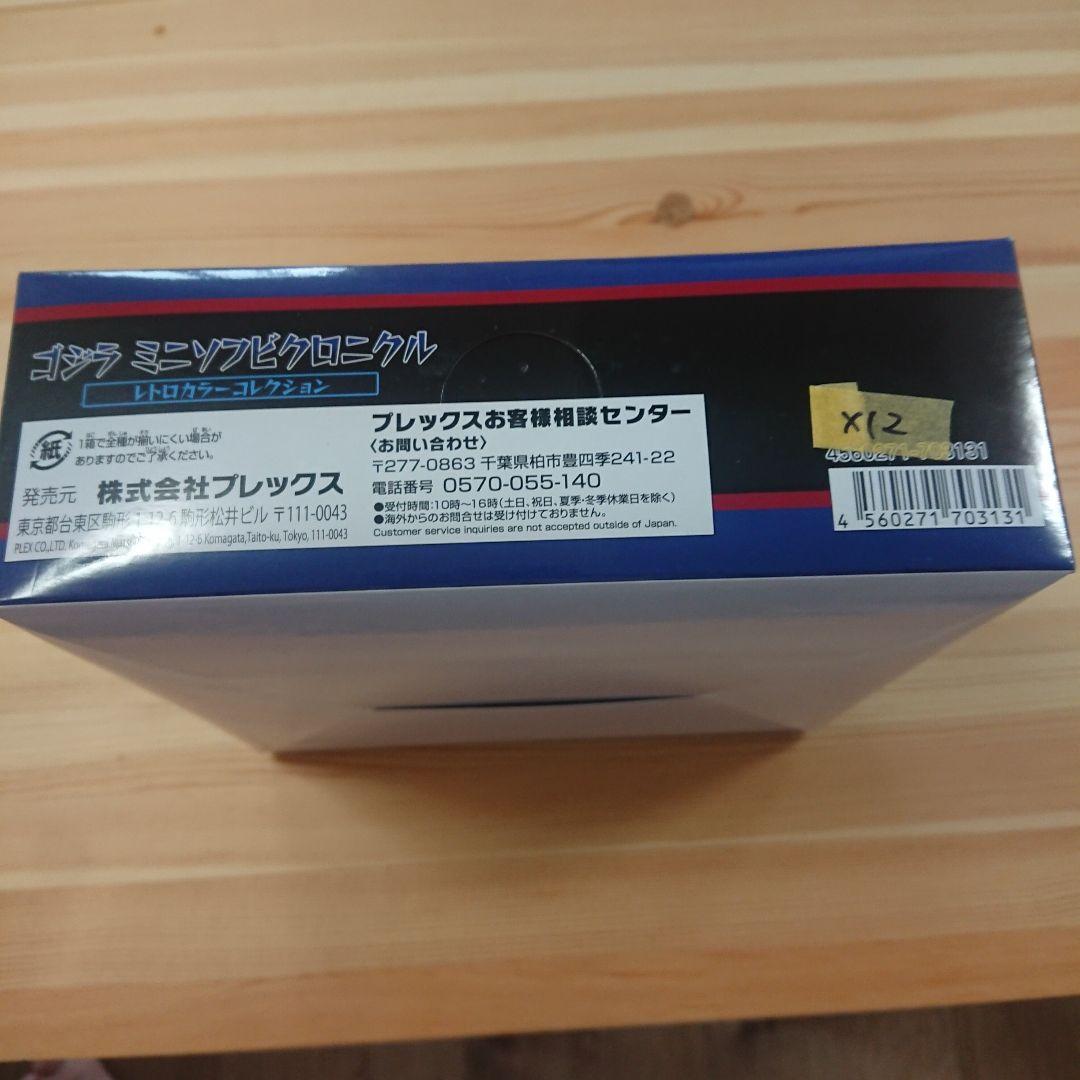 ゴジラ ミニソフビクロニクル
レトロカラーコレクション
紙
1箱で全種が揃いにくい場合が
ありますのでご了承ください。
発売元 株式会社プレックス
東京都台東区駒形1-12-6 駒形松井ビル 〒111-0043
PLEX CO.,LTD. 1-12-6 Komagata,Taito-ku, Tokyo, 111-0043
プレックスお客様相談センター
〈お問い合わせ〉
〒277-0863 千葉県柏市豊四季241-22
電話番号 0570-055-140
●受付時間:10時〜16時(土日、祝日、夏季・冬季休業日を除く)
●海外からのお問合せは受け付けておりません。
Customer service inquiries are not accepted outside of Japan.
X12
4560271-703131
4 560271 703131